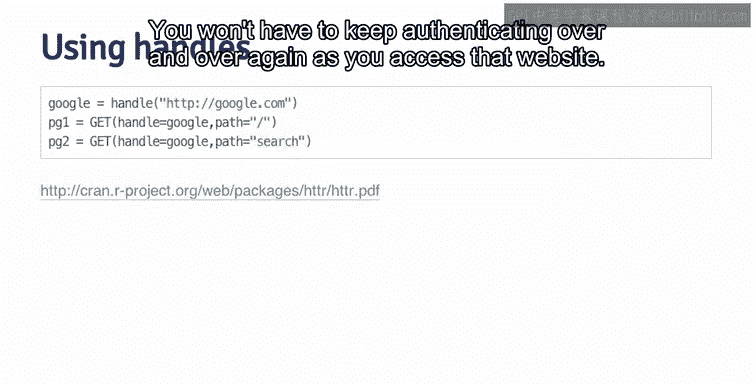 You won't have to keep authenticating over
Using handles
and over again as you access that website.
google = handle("http://google.com")
pg1 = GET(handle=google,path="/")
pg2 = GET(handle=google,path="search")
http://cran.r-project.org/web/packages/httr/httr.pdf